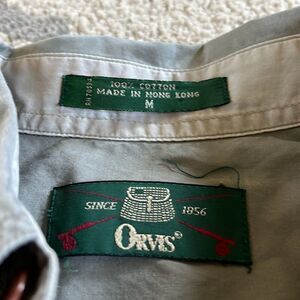 100% COTTON
MADE IN HONG KONG
M
SINCE 1856
ORVIS®